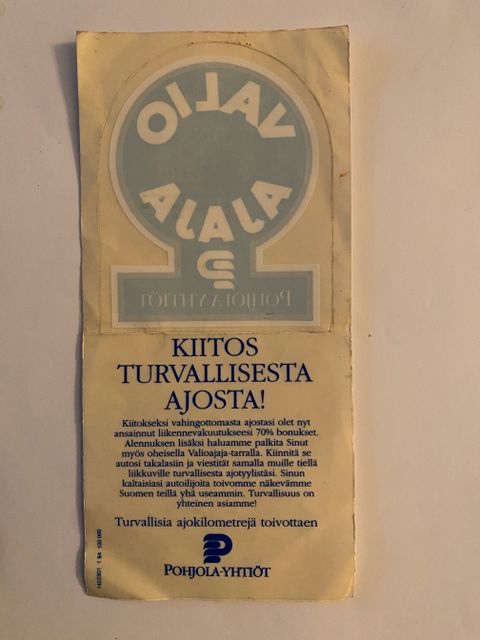 VALIO
AJAJA
POHJOLA-YHTIÖT
KIITOS
TURVALLISESTA
AJOSTA!
Kiitokseksi vahingottomasta ajostasi olet nyt
ansainnut liikennevakuutukseesi 70% bonukset.
Alennuksen lisäksi haluamme palkita Sinut
myös oheisella Valioajaja-tarralla. Kiinnitä se
autosi takalasiin ja viestität samalla muille tiellä
liikkuville turvallisesta ajotyylistäsi. Sinun
kaltaisiasi autoilijoita toivomme näkevämme
Suomen teillä yhä useammin. Turvallisuus on
yhteinen asiamme!
Turvallisia ajokilometrejä toivottaen
POHJOLA-YHTIÖT